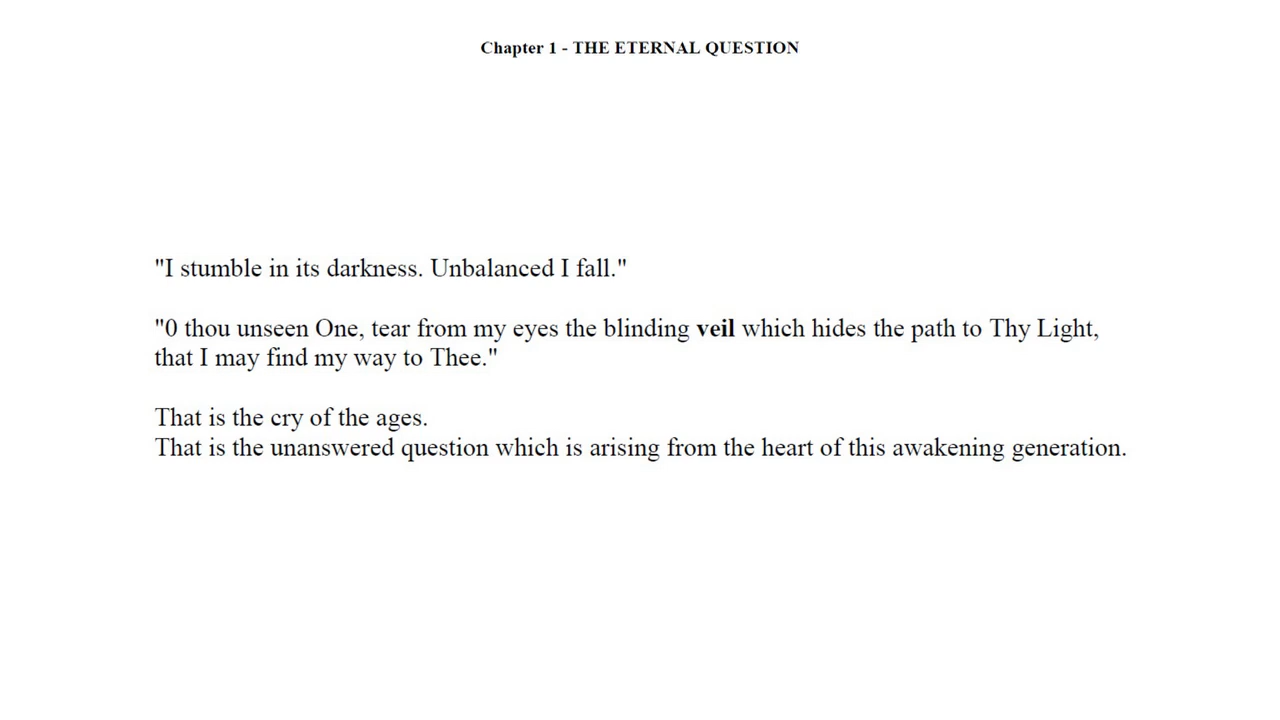 Chapter 1 - THE ETERNAL QUESTION
"I stumble in its darkness. Unbalanced I fall."
"0 thou unseen One, tear from my eyes the blinding veil which hides the path to Thy Light,
that I may find my way to Thee."
That is the cry of the ages.
That is the unanswered question which is arising from the heart of this awakening generation.